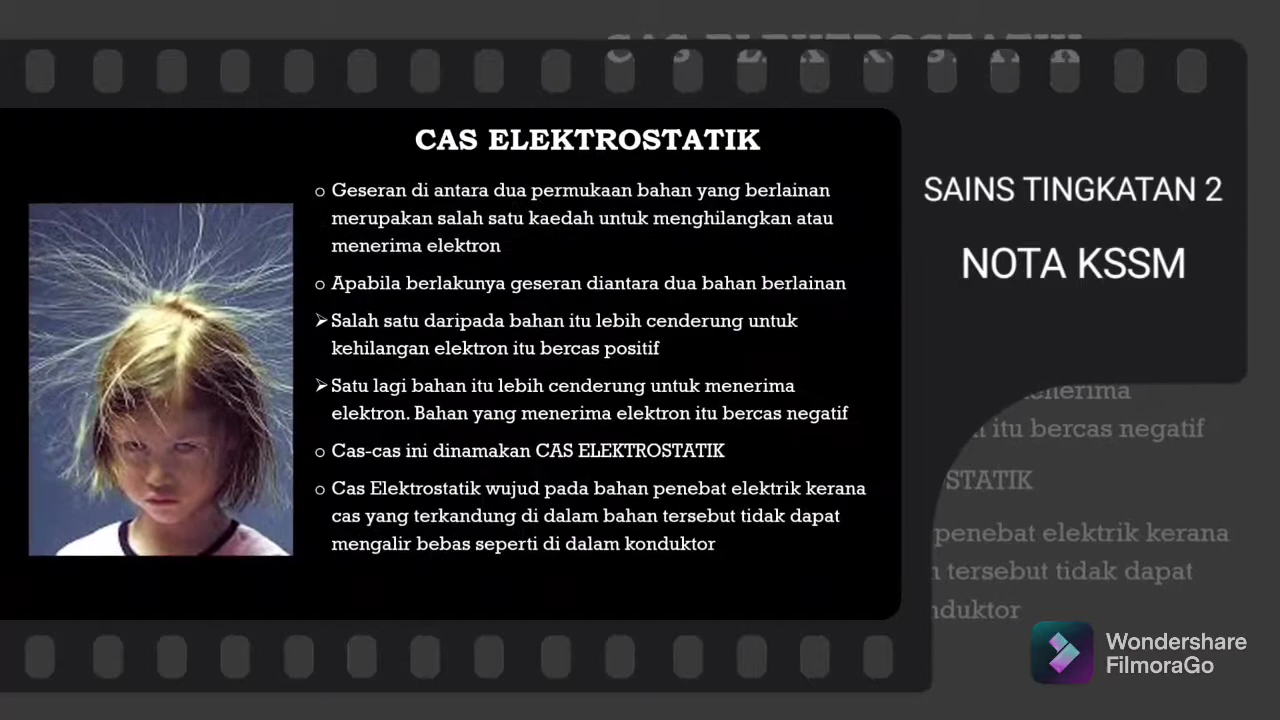 CAS ELEKTROSTATIK
CAS ELEKTROSTATIK
o Geseran di antara dua permukaan bahan yang berlainan
merupakan salah satu kaedah untuk menghilangkan atau
menerima elektron
o Apabila berlakunya geseran diantara dua bahan berlainan
➢ Salah satu daripada bahan itu lebih cenderung untuk
kehilangan elektron itu bercas positif
➢ Satu lagi bahan itu lebih cenderung untuk menerima
elektron. Bahan yang menerima elektron itu bercas negatif
o Cas-cas ini dinamakan CAS ELEKTROSTATIK
o Cas Elektrostatik wujud pada bahan penebat elektrik kerana
cas yang terkandung di dalam bahan tersebut tidak dapat
mengalir bebas seperti di dalam konduktor
SAINS TINGKATAN 2
NOTA KSSM
menerima
itu bercas negatif
STATIK
penebat elektrik kerana
tersebut tidak dapat
nduktor
Wondershare
FilmoraGo